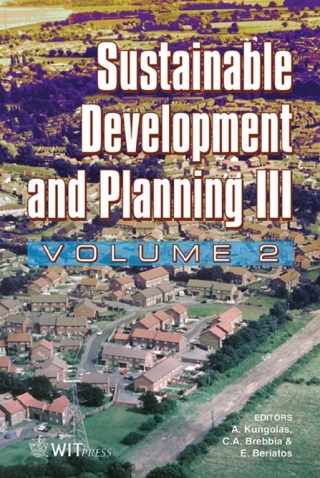 Sustainable
Development
and Planning III
VOLUME 2
EDITORS
A. Kungolas,
C.A. Brebbia &
E. Beriatos
WITPRESS